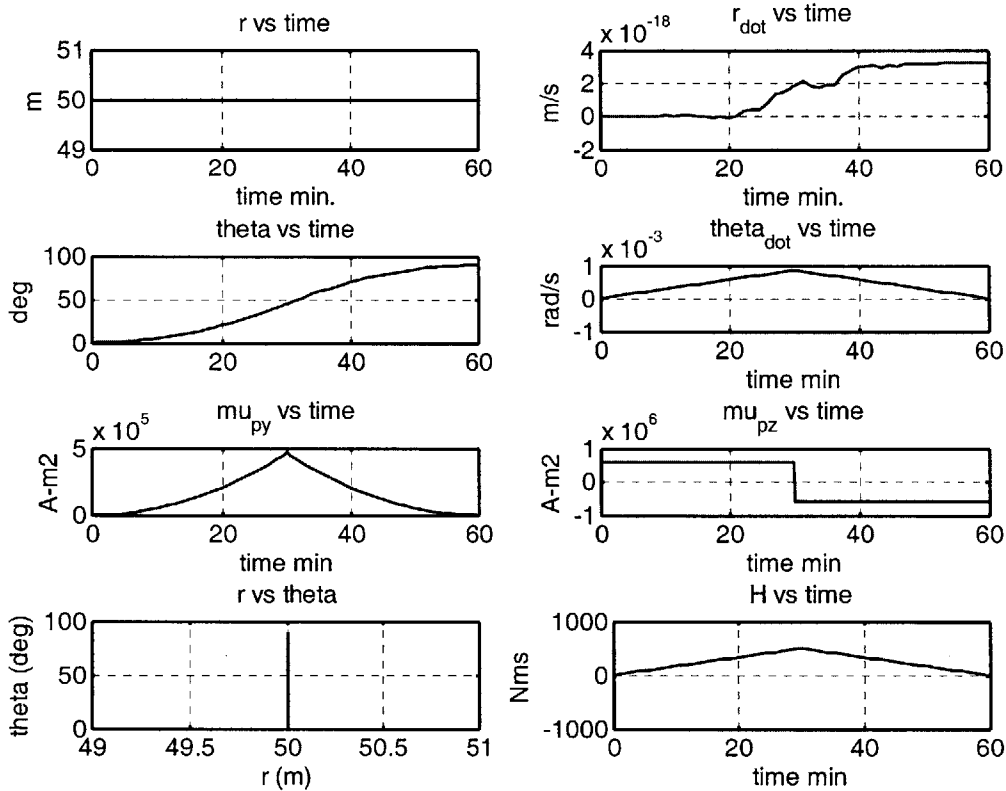 r vs time
51
50
49
m
0 20 40 60
time min.
r_dot vs time
x 10^-18
4
2
0
-2
m/s
0 20 40 60
time min.
theta vs time
100
50
0
deg
0 20 40 60
theta_dot vs time
x 10^-3
1
0
-1
rad/s
0 20 40 60
time min
mu_py vs time
x 10^5
5
0
A-m2
0 20 40 60
time min
mu_pz vs time
x 10^6
1
0
-1
A-m2
0 20 40 60
time min
r vs theta
100
50
0
theta (deg)
49 49.5 50 50.5 51
r (m)
H vs time
1000
0
-1000
Nms
0 20 40 60
time min